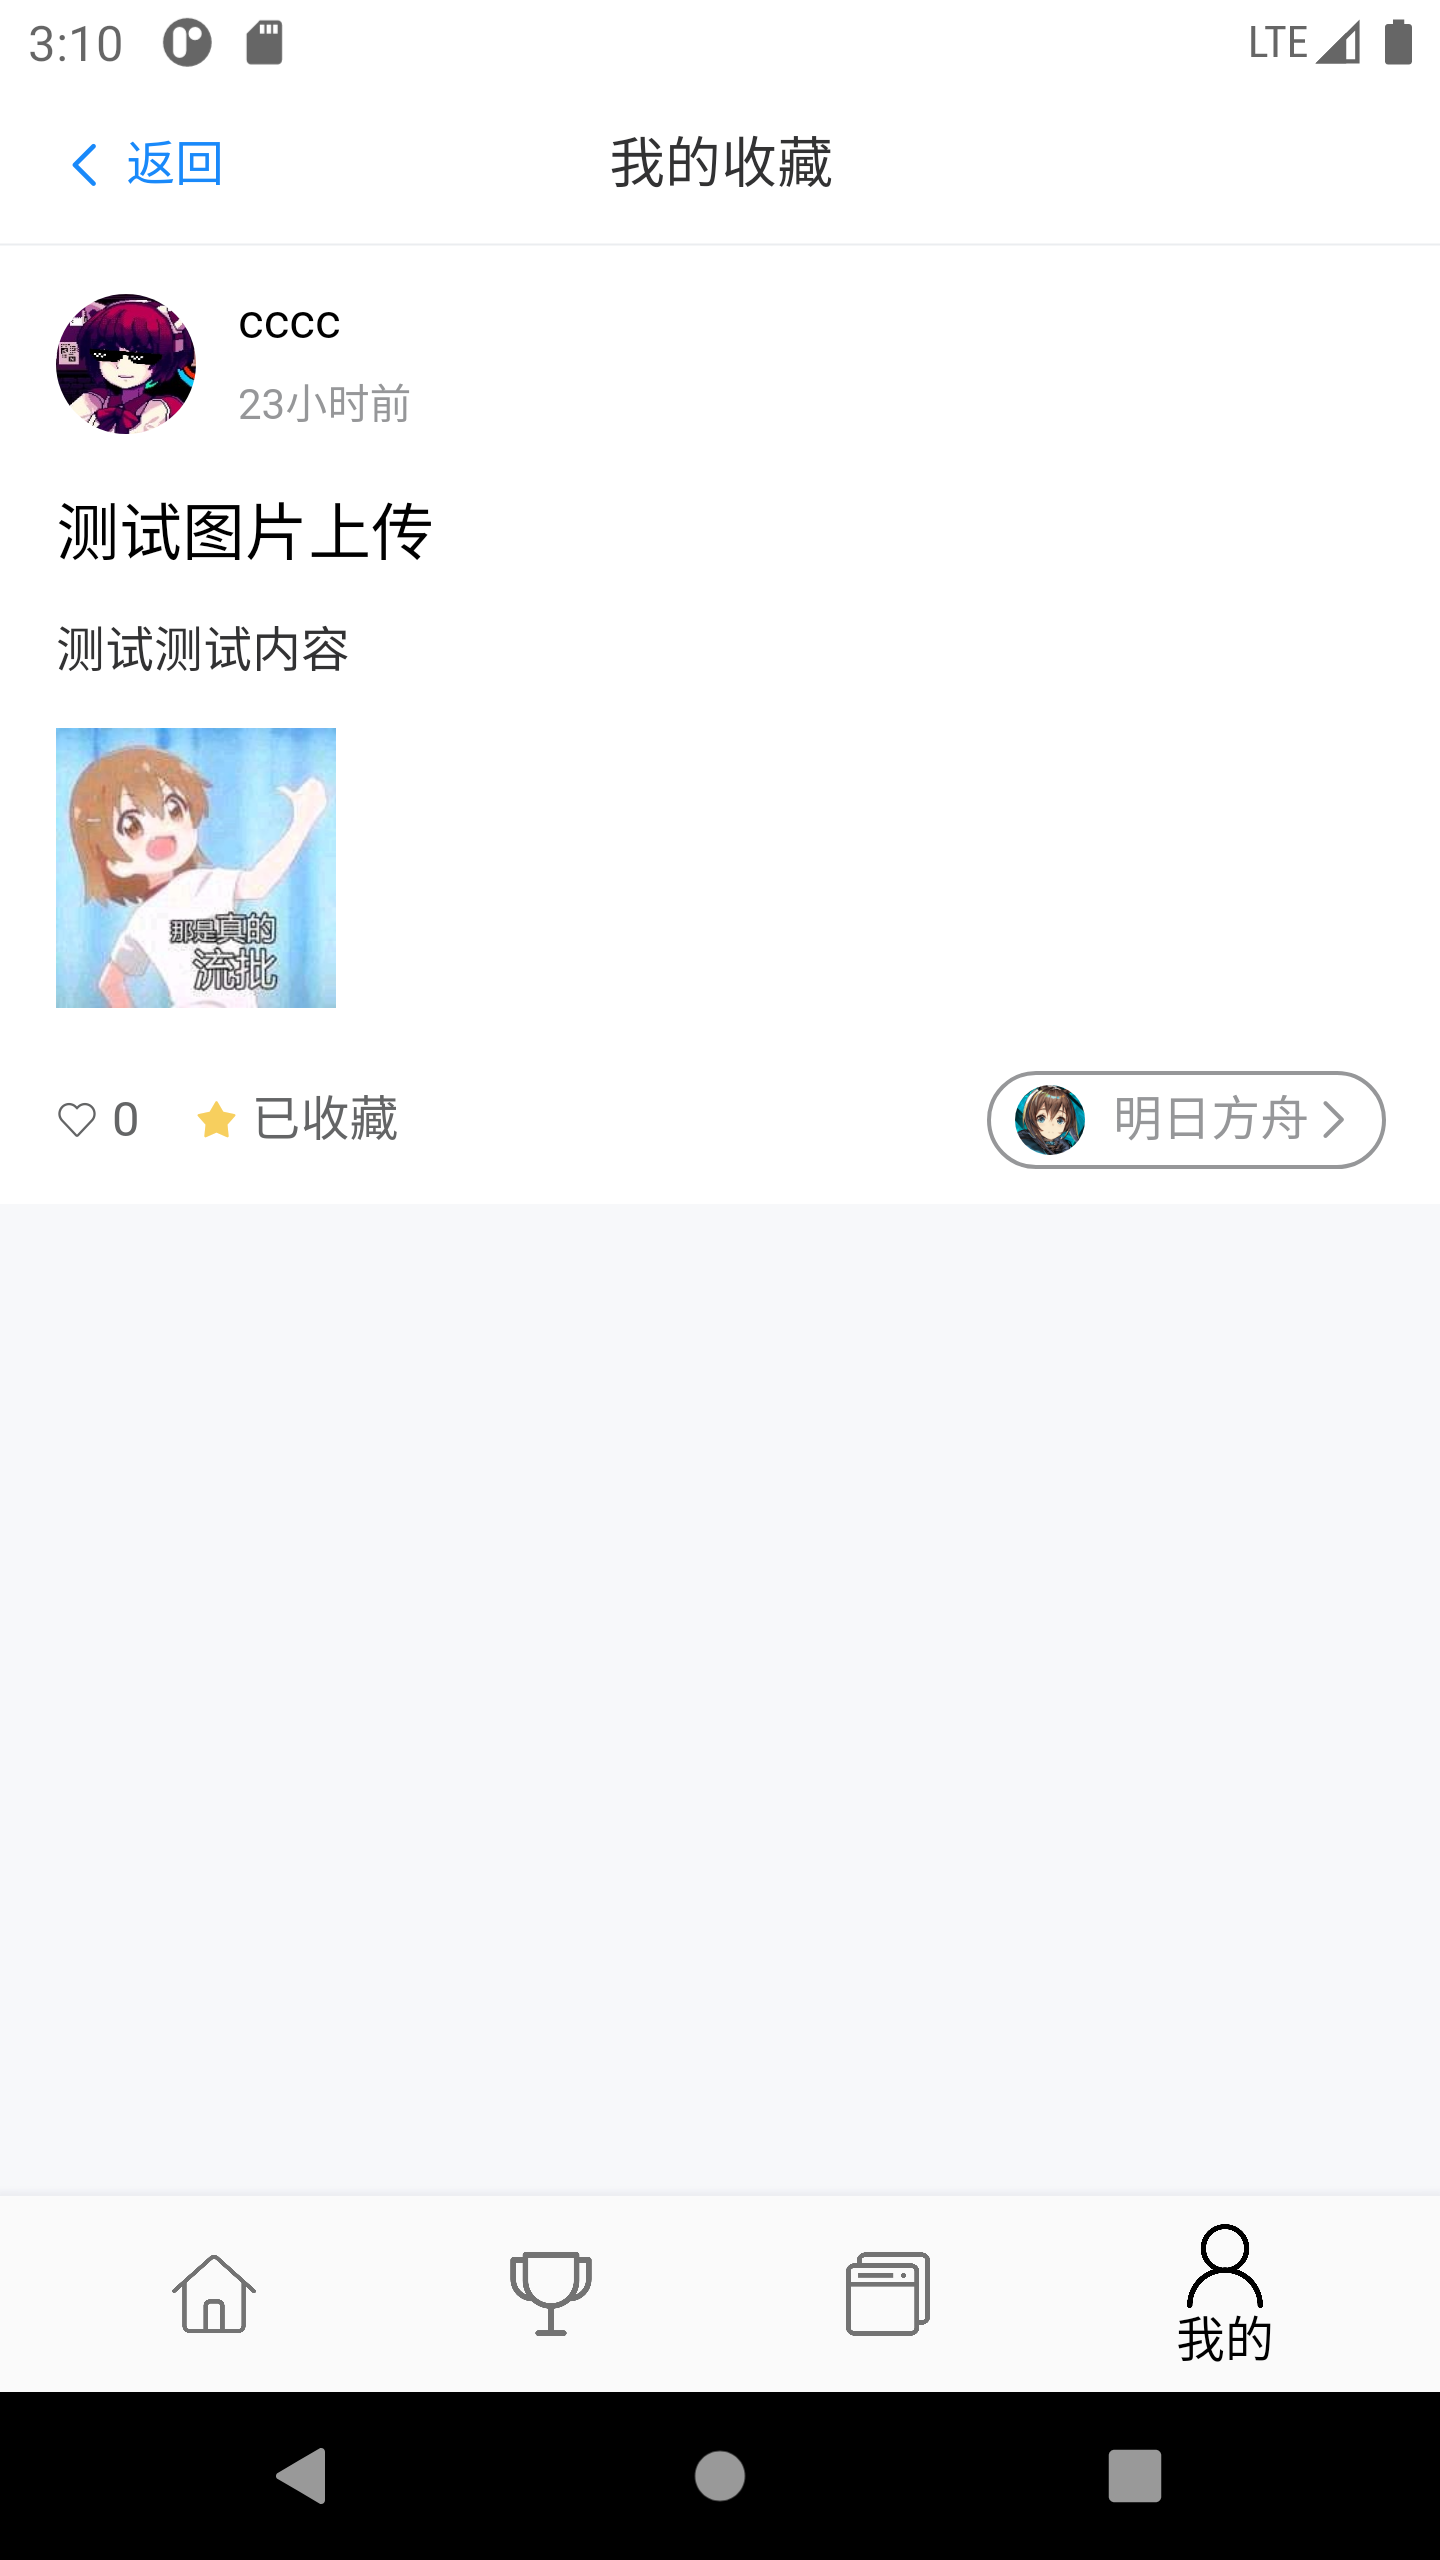 3:10
LTE
返回
我的收藏
cccc
23小时前
测试图片上传
测试测试内容
那是真的
流批
0
已收藏
明日方舟
我的